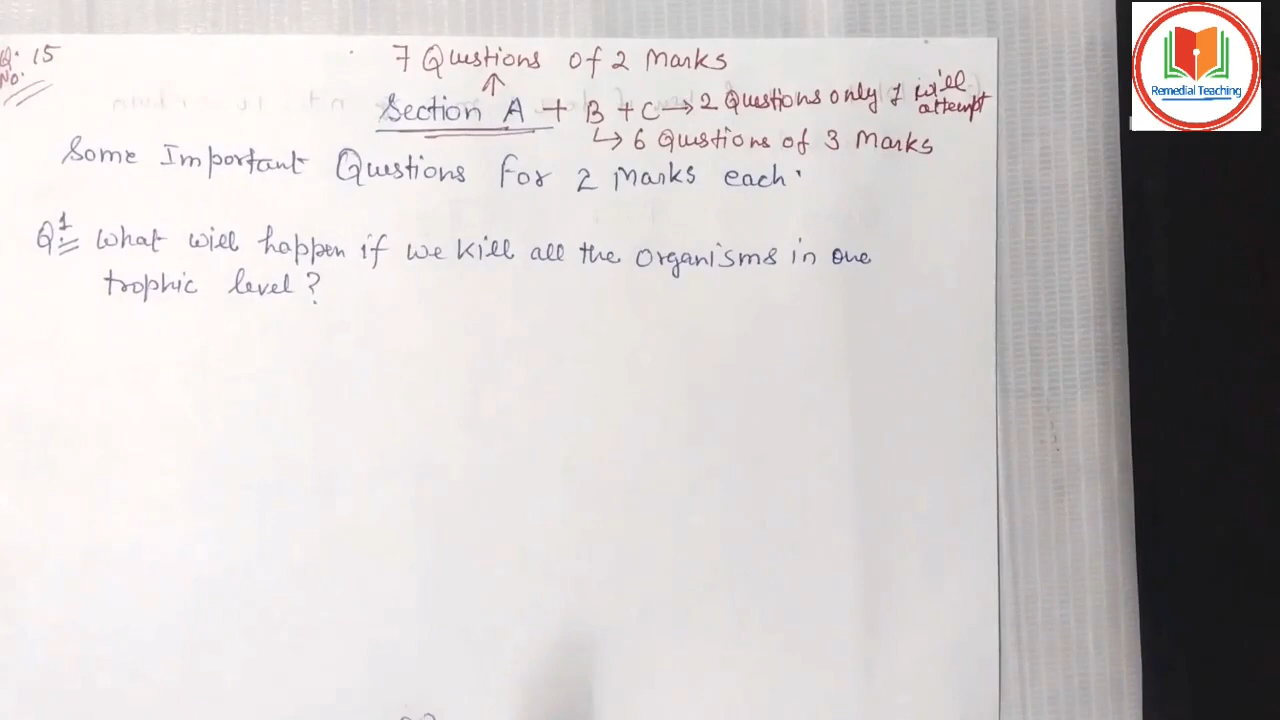 Q. 15
No.
7 Questions of 2 Marks
Section A + B + C → 2 Questions only I will attempt
↳ 6 Questions of 3 Marks
Some Important Questions for 2 Marks each.
Q1 What will happen if we kill all the organisms in one
trophic level?
Remedial Teaching